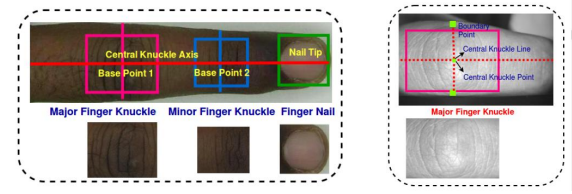 Central Knuckle Axis
Nail Tip
Base Point 1
Base Point 2
Major Finger Knuckle
Minor Finger Knuckle
Finger Nail
Boundary
Point
Central Knuckle Line
Central Knuckle Point
Major Finger Knuckle